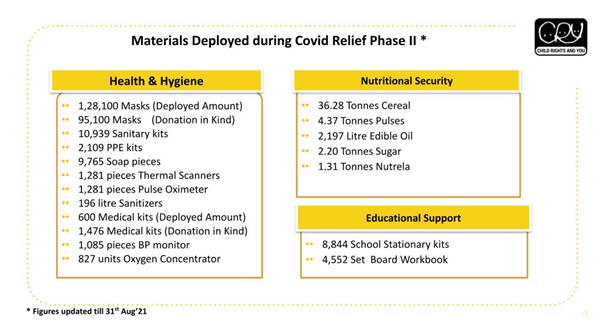 Materials Deployed during Covid Relief Phase II *
CRY
CHILD RIGHTS AND YOU
Health & Hygiene
1,28,100 Masks (Deployed Amount)
95,100 Masks (Donation in Kind)
10,939 Sanitary kits
2,109 PPE kits
9,765 Soap pieces
1,281 pieces Thermal Scanners
1,281 pieces Pulse Oximeter
196 litre Sanitizers
600 Medical kits (Deployed Amount)
1,476 Medical kits (Donation in Kind)
1,085 pieces BP monitor
827 units Oxygen Concentrator
Nutritional Security
36.28 Tonnes Cereal
4.37 Tonnes Pulses
2,197 Litre Edible Oil
2.20 Tonnes Sugar
1.31 Tonnes Nutrela
Educational Support
8,844 School Stationary kits
4,552 Set Board Workbook
* Figures updated till 31st Aug'21